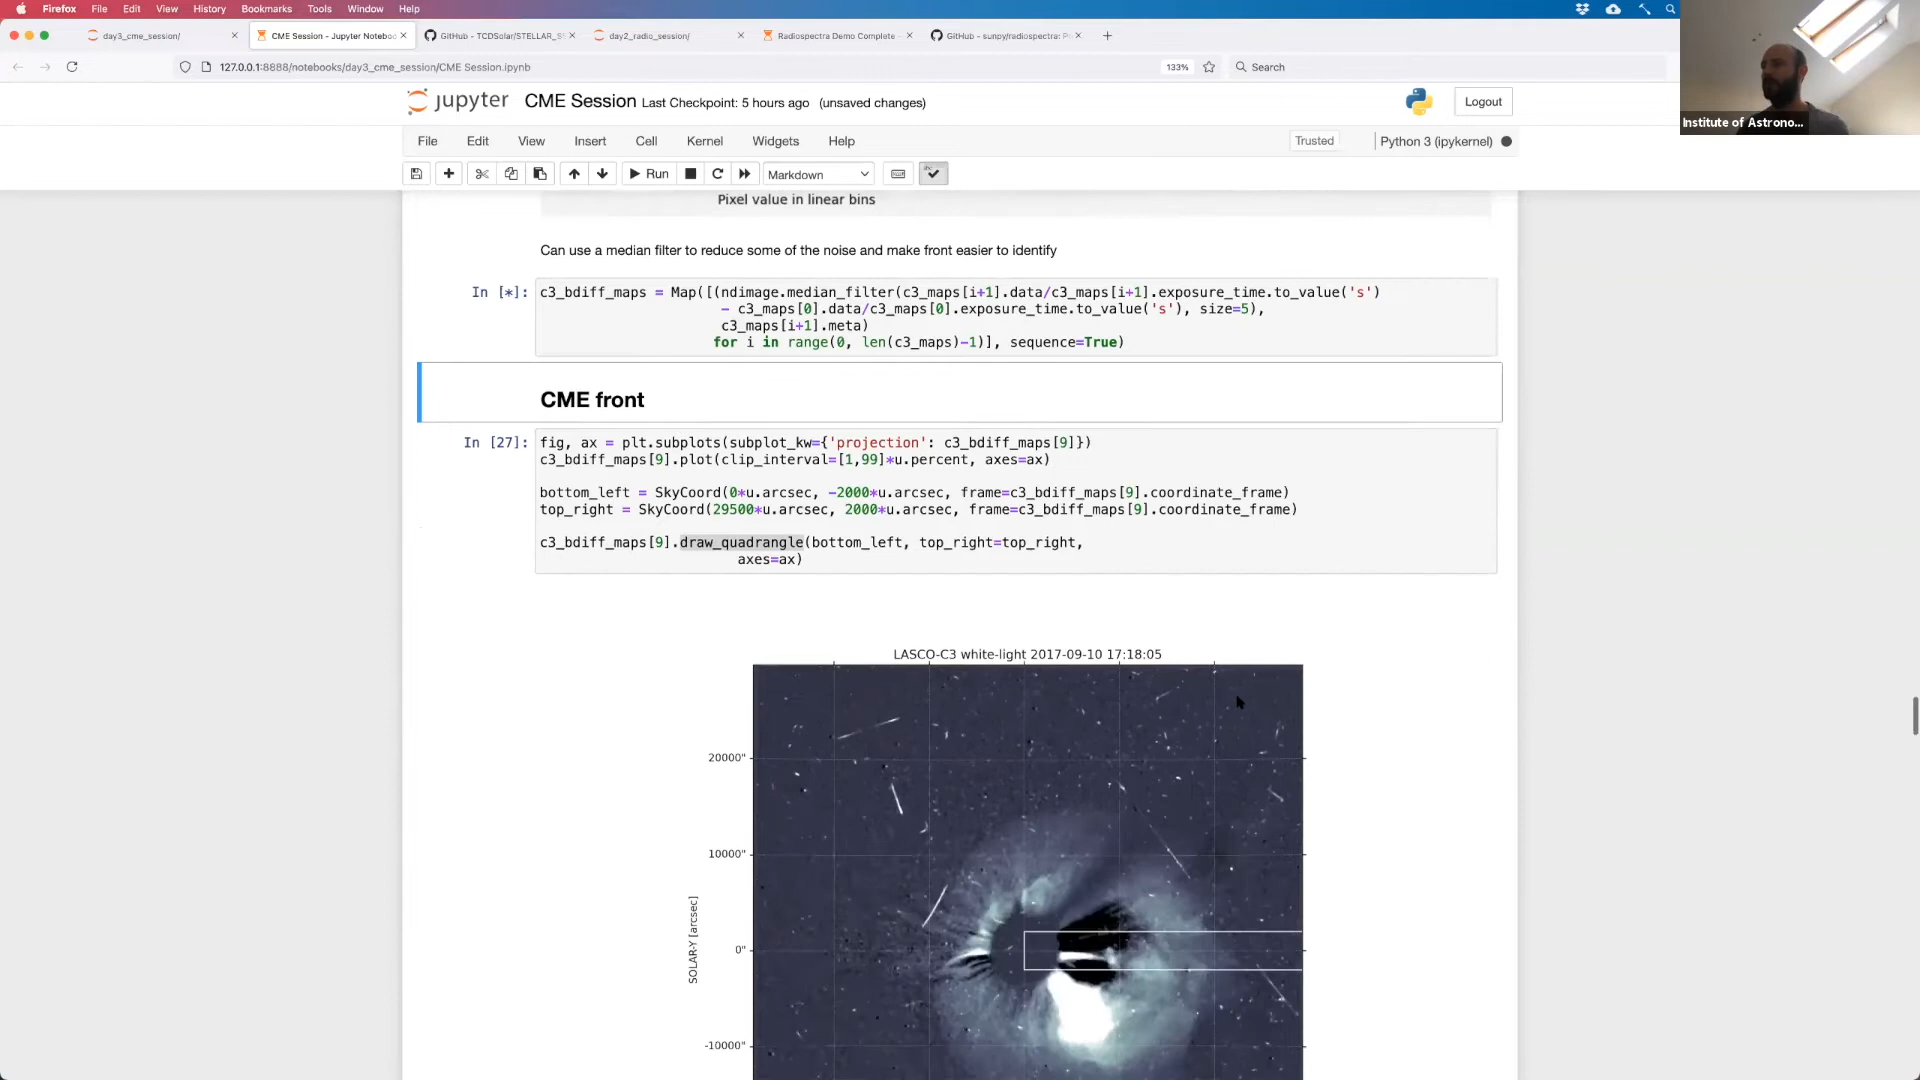 Firefox File Edit View History Bookmarks Tools Window Help
day3_cme_session/ CME Session - Jupyter Noteboo GitHub - TCDSolar/STELLAR_S day2_radio_session/ Radiospectra Demo Complete - GitHub - sunpy/radiospectra: P
127.0.0.1:8888/notebooks/day3_cme_session/CME Session.ipynb 133% Search
Institute of Astrono...
jupyter CME Session Last Checkpoint: 5 hours ago (unsaved changes) Logout
File Edit View Insert Cell Kernel Widgets Help Trusted Python 3 (ipykernel)
Run Markdown
Pixel value in linear bins
Can use a median filter to reduce some of the noise and make front easier to identify
In [*]: c3_bdiff_maps = Map([(ndimage.median_filter(c3_maps[i+1].data/c3_maps[i+1].exposure_time.to_value('s')
- c3_maps[0].data/c3_maps[0].exposure_time.to_value('s'), size=5),
c3_maps[i+1].meta)
for i in range(0, len(c3_maps)-1)], sequence=True)
CME front
In [27]: fig, ax = plt.subplots(subplot_kw={'projection': c3_bdiff_maps[9]})
c3_bdiff_maps[9].plot(clip_interval=[1,99]*u.percent, axes=ax)
bottom_left = SkyCoord(0*u.arcsec, -2000*u.arcsec, frame=c3_bdiff_maps[9].coordinate_frame)
top_right = SkyCoord(29500*u.arcsec, 2000*u.arcsec, frame=c3_bdiff_maps[9].coordinate_frame)
c3_bdiff_maps[9].draw_quadrangle(bottom_left, top_right=top_right,
axes=ax)
LASCO-C3 white-light 2017-09-10 17:18:05
20000"
10000"
SOLAR-Y [arcsec]
0"
-10000"